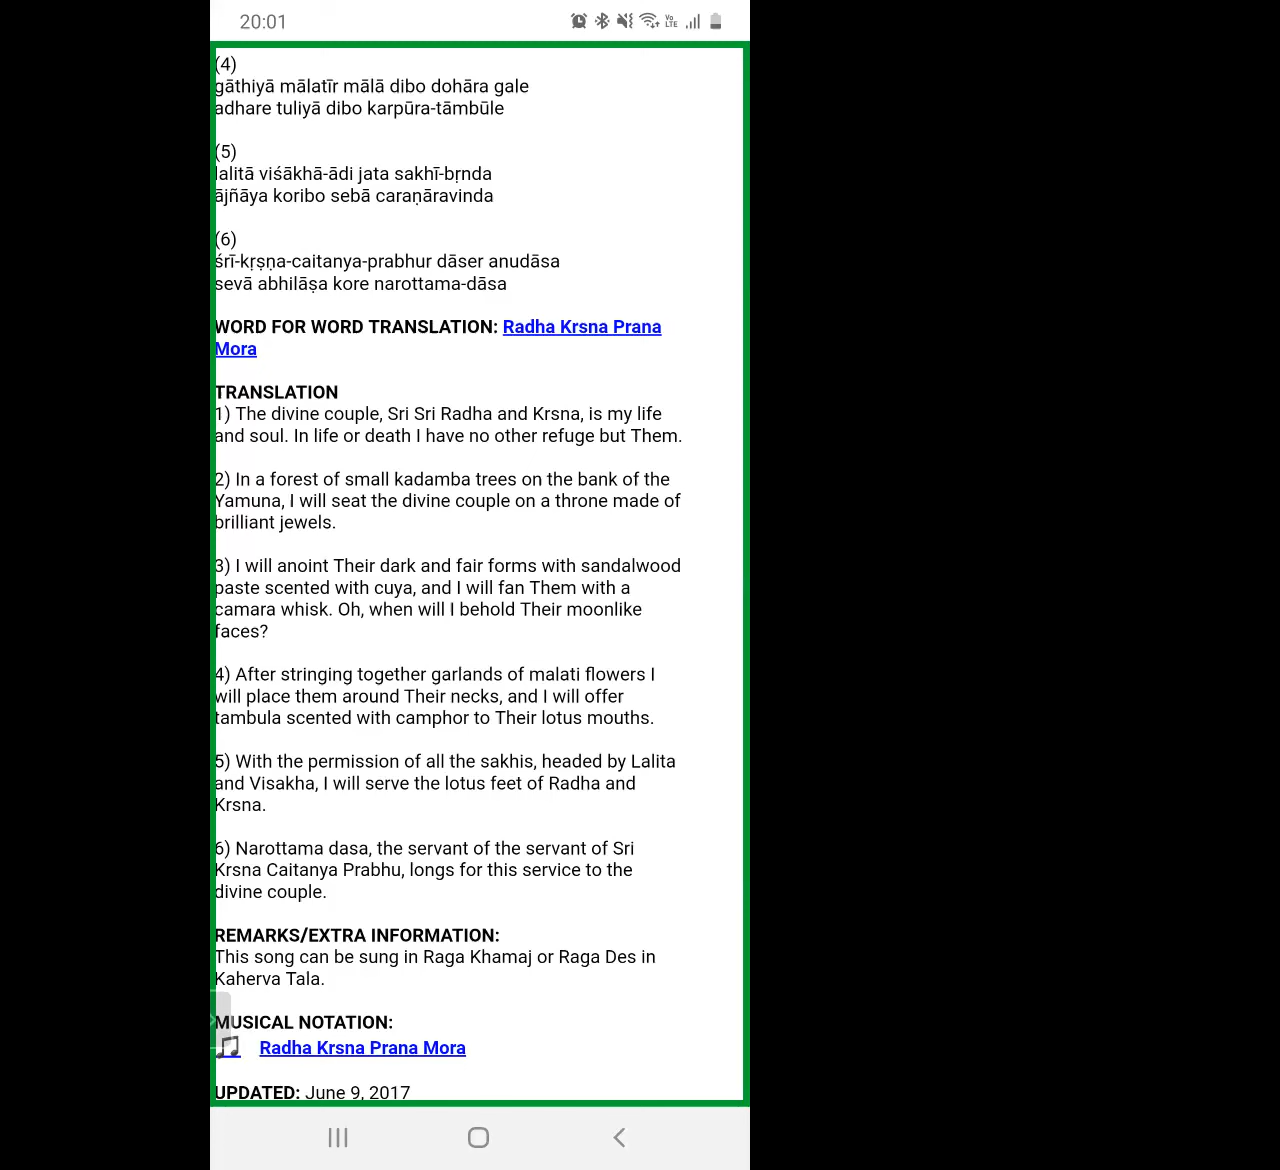 20:01
Vo
LTE
(4)
gāthiyā mālatīr mālā dibo dohāra gale
adhare tuliyā dibo karpūra-tāmbūle
(5)
lalitā viśākhā-ādi jata sakhī-bṛnda
ājñāya koribo sebā caraṇāravinda
(6)
śrī-kṛṣṇa-caitanya-prabhur dāser anudāsa
sevā abhilāṣa kore narottama-dāsa
WORD FOR WORD TRANSLATION: Radha Krsna Prana
Mora
TRANSLATION
1) The divine couple, Sri Sri Radha and Krsna, is my life
and soul. In life or death I have no other refuge but Them.
2) In a forest of small kadamba trees on the bank of the
Yamuna, I will seat the divine couple on a throne made of
brilliant jewels.
3) I will anoint Their dark and fair forms with sandalwood
paste scented with cuya, and I will fan Them with a
camara whisk. Oh, when will I behold Their moonlike
faces?
4) After stringing together garlands of malati flowers I
will place them around Their necks, and I will offer
tambula scented with camphor to Their lotus mouths.
5) With the permission of all the sakhis, headed by Lalita
and Visakha, I will serve the lotus feet of Radha and
Krsna.
6) Narottama dasa, the servant of the servant of Sri
Krsna Caitanya Prabhu, longs for this service to the
divine couple.
REMARKS/EXTRA INFORMATION:
This song can be sung in Raga Khamaj or Raga Des in
Kaherva Tala.
MUSICAL NOTATION:
Radha Krsna Prana Mora
UPDATED: June 9, 2017